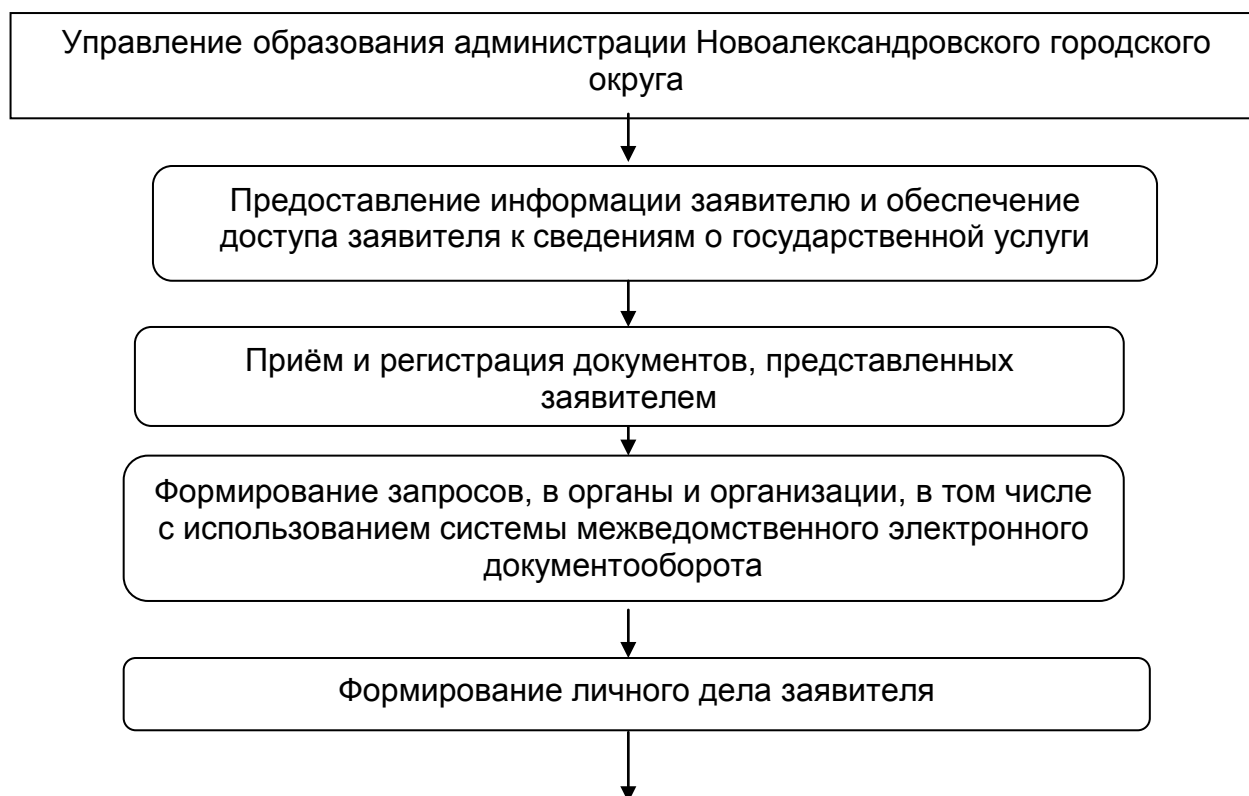 Управление образования администрации Новоалександровского городского
округа
Предоставление информации заявителю и обеспечение
доступа заявителя к сведениям о государственной услуги
Приём и регистрация документов, представленных
заявителем
Формирование запросов, в органы и организации, в том числе
с использованием системы межведомственного электронного
документооборота
Формирование личного дела заявителя